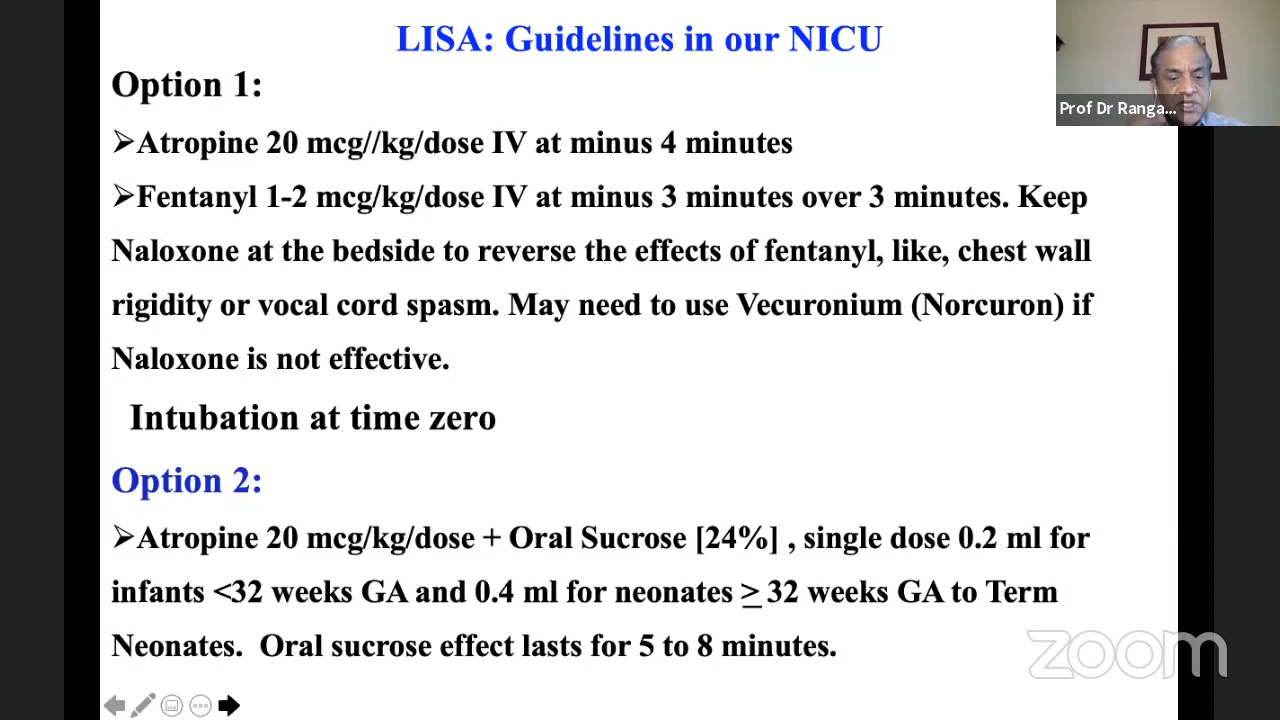 LISA: Guidelines in our NICU
Prof Dr Ranga...
Option 1:
➢Atropine 20 mcg//kg/dose IV at minus 4 minutes
➢Fentanyl 1-2 mcg/kg/dose IV at minus 3 minutes over 3 minutes. Keep
Naloxone at the bedside to reverse the effects of fentanyl, like, chest wall
rigidity or vocal cord spasm. May need to use Vecuronium (Norcuron) if
Naloxone is not effective.
Intubation at time zero
Option 2:
➢Atropine 20 mcg/kg/dose + Oral Sucrose [24%] , single dose 0.2 ml for
infants <32 weeks GA and 0.4 ml for neonates ≥ 32 weeks GA to Term
Neonates. Oral sucrose effect lasts for 5 to 8 minutes.
zoom